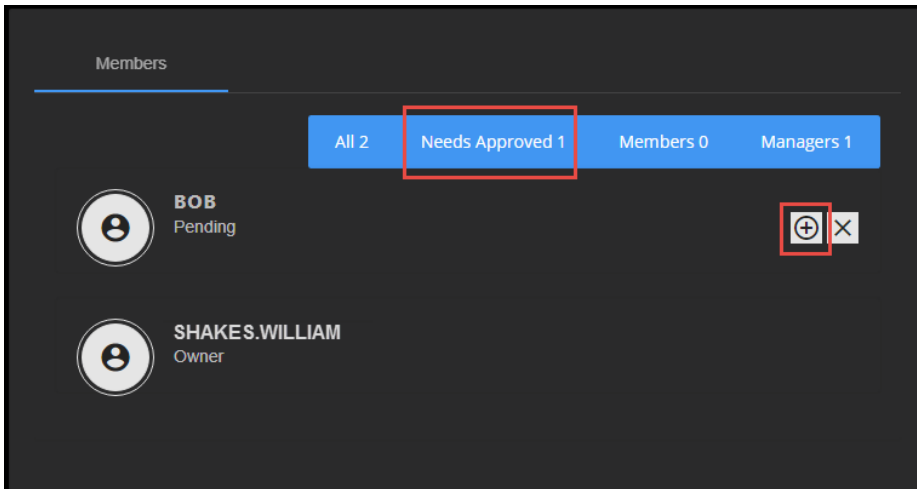 Members
All 2 Needs Approved 1 Members 0 Managers 1
BOB
Pending
SHAKES.WILLIAM
Owner